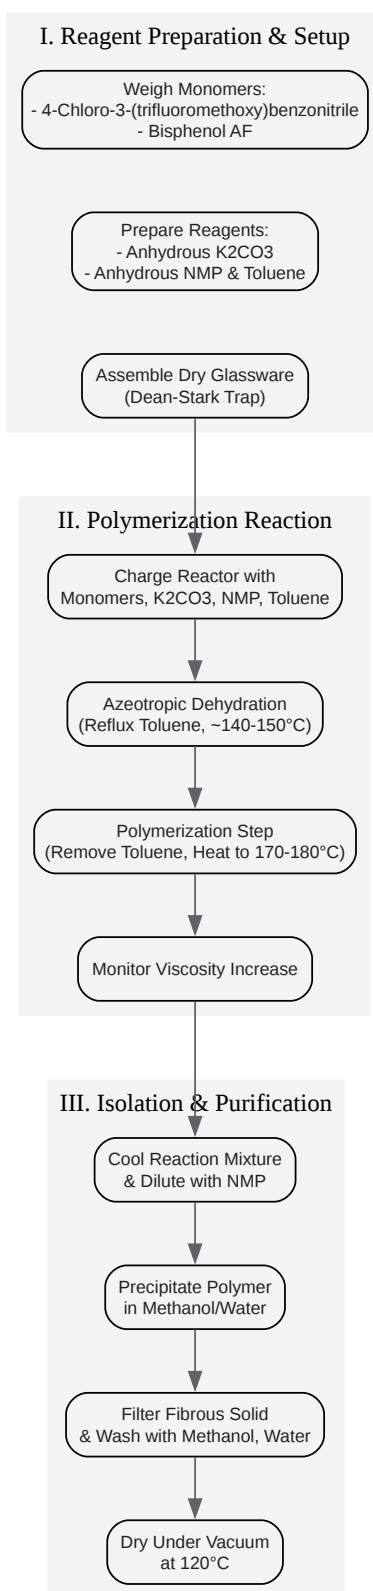 I. Reagent Preparation & Setup
Weigh Monomers:
- 4-Chloro-3-(trifluoromethoxy)benzonitrile
- Bisphenol AF
Prepare Reagents:
- Anhydrous K2CO3
- Anhydrous NMP & Toluene
Assemble Dry Glassware
(Dean-Stark Trap)
II. Polymerization Reaction
Charge Reactor with
Monomers, K2CO3, NMP, Toluene
Azeotropic Dehydration
(Reflux Toluene, ~140-150°C)
Polymerization Step
(Remove Toluene, Heat to 170-180°C)
Monitor Viscosity Increase
III. Isolation & Purification
Cool Reaction Mixture
& Dilute with NMP
Precipitate Polymer
in Methanol/Water
Filter Fibrous Solid
& Wash with Methanol, Water
Dry Under Vacuum
at 120°C